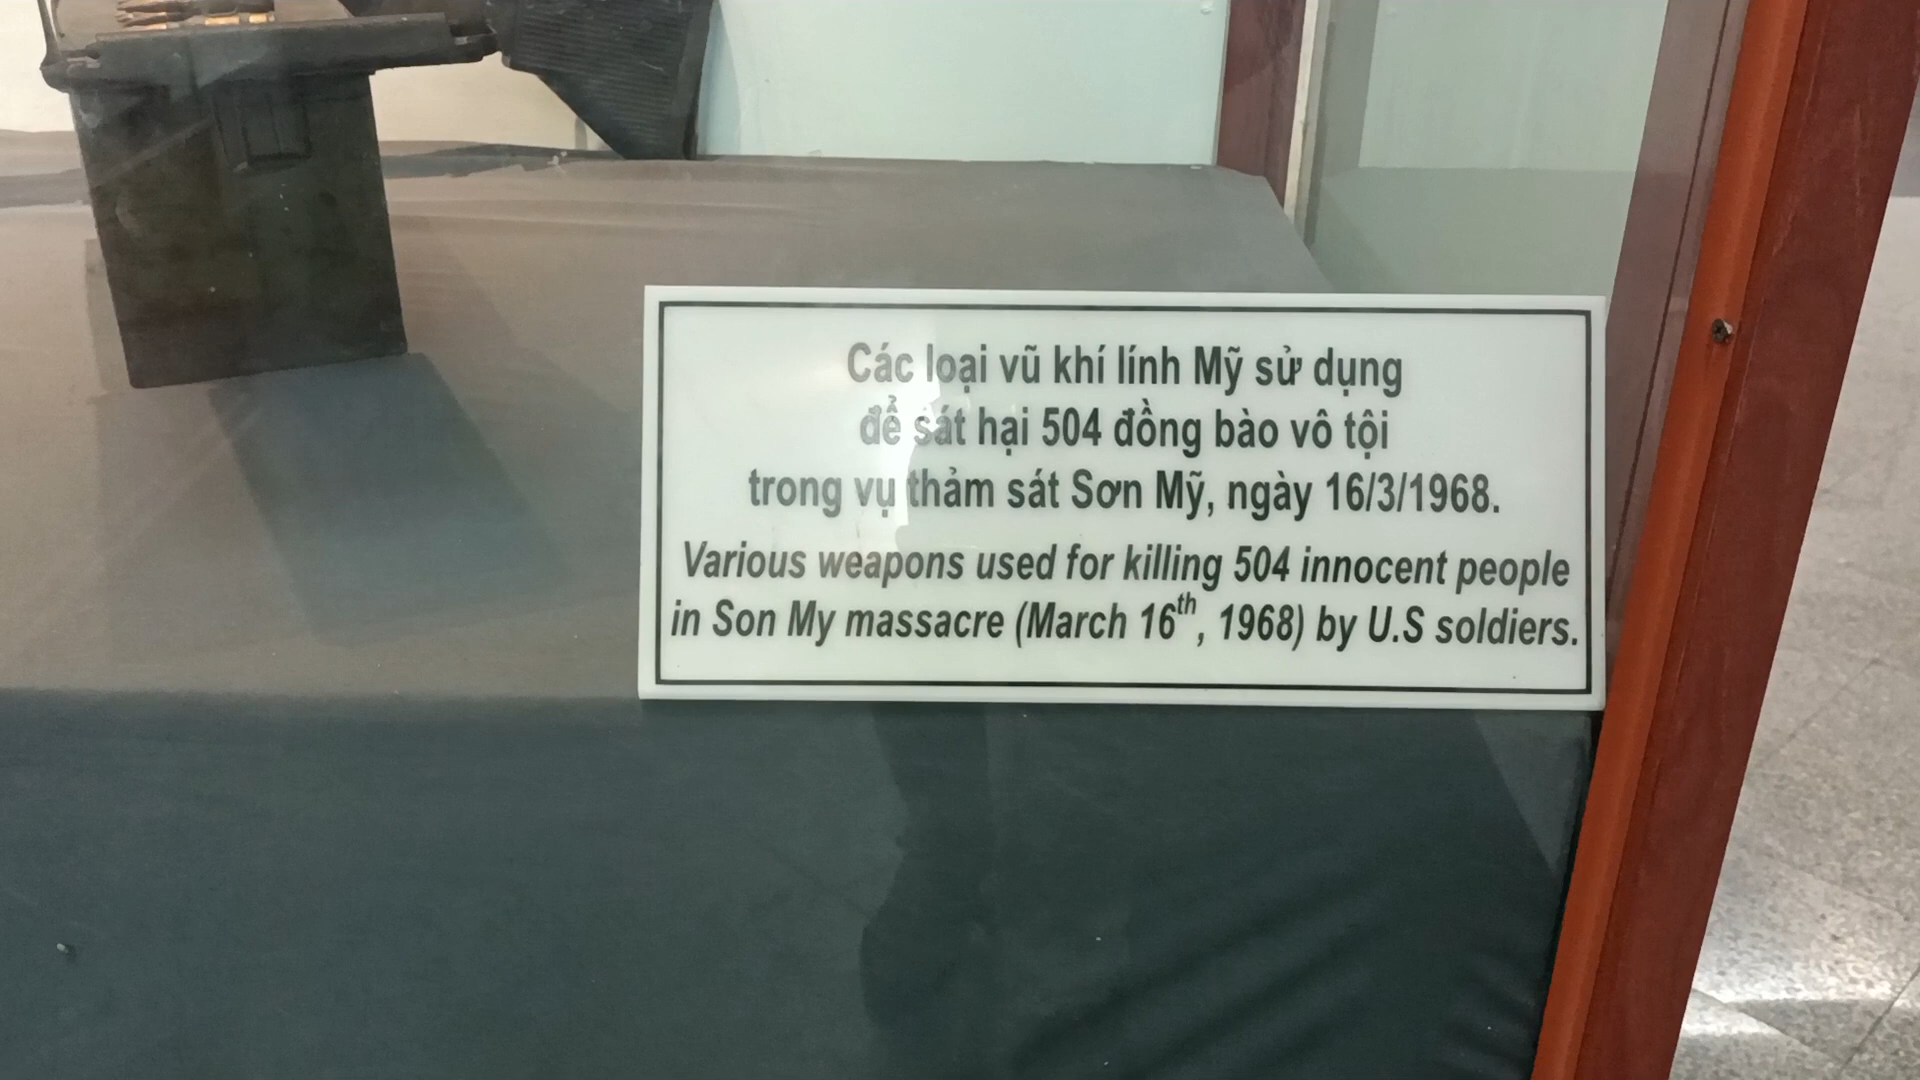 Các loại vũ khí lính Mỹ sử dụng
để sát hại 504 đồng bào vô tội
trong vụ thảm sát Sơn Mỹ, ngày 16/3/1968.
Various weapons used for killing 504 innocent people
in Son My massacre (March 16th, 1968) by U.S soldiers.